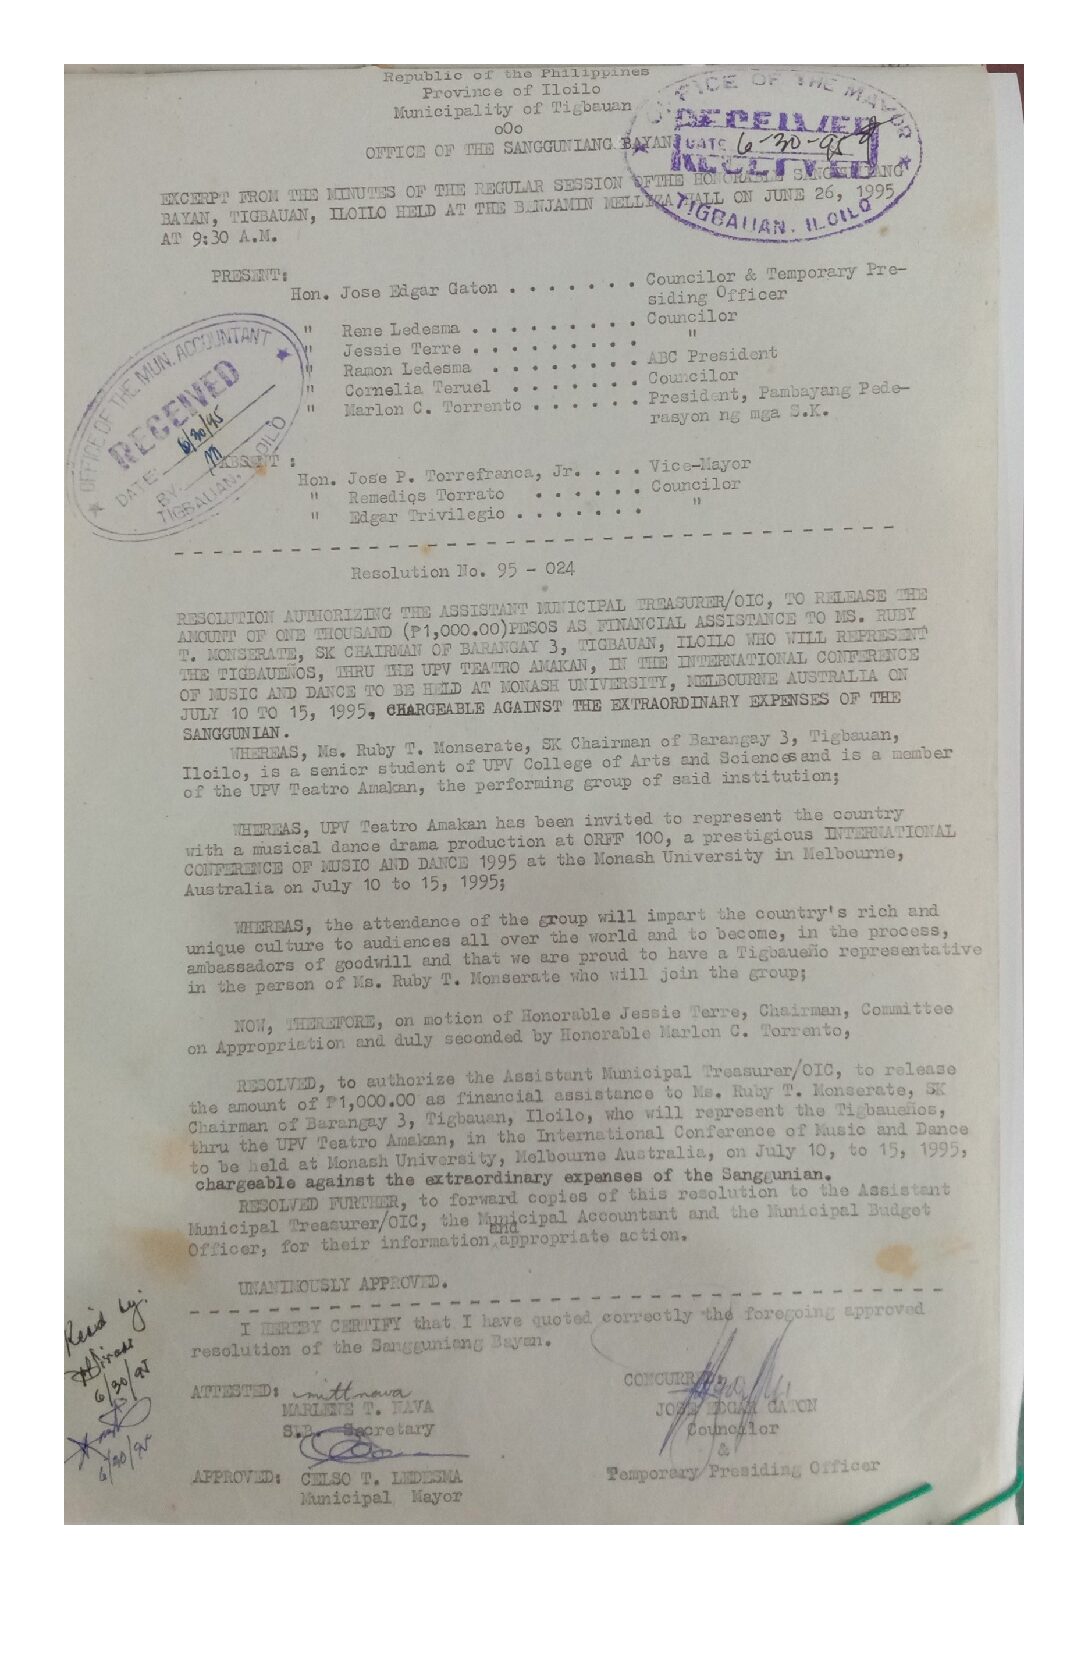 Republic of the Philippines
Province of Iloilo
Municipality of Tigbauan
oOo
OFFICE OF THE SANGGUNIANG BAYAN
OFFICE OF THE MAYOR
RECEIVED
DATE 6-30-95
RECEIVED
TIGBAUAN, ILOILO
EXCERPT FROM THE MINUTES OF THE REGULAR SESSION OFTHE HONORABLE SANGGUNIANG
BAYAN, TIGBAUAN, ILOILO HELD AT THE BENJAMIN MELLIZA HALL ON JUNE 26, 1995
AT 9:30 A.M.
PRESENT:
Hon. Jose Edgar Gaton . . . . . . . Councilor & Temporary Pre-
siding Officer
" Rene Ledesma . . . . . . . . . Councilor
" Jessie Terre . . . . . . . . . "
" Ramon Ledesma . . . . . . . . ABC President
" Cornelia Teruel . . . . . . . Councilor
" Marlon C. Torrento . . . . . . President, Pambayang Pede-
rasyon ng mga S.K.
OFFICE OF THE MUN. ACCOUNTANT
RECEIVED
DATE 6/30/95
BY:
TIGBAUAN, ILOILO
ABSENT :
Hon. Jose P. Torrefranca, Jr. . . . . Vice-Mayor
" Remedios Torrato . . . . . . Councilor
" Edgar Trivilegio . . . . . . . "
Resolution No. 95 - 024
RESOLUTION AUTHORIZING THE ASSISTANT MUNICIPAL TREASURER/OIC, TO RELEASE THE
AMOUNT OF ONE THOUSAND (₱1,000.00)PESOS AS FINANCIAL ASSISTANCE TO MS. RUBY
T. MONSERATE, SK CHAIRMAN OF BARANGAY 3, TIGBAUAN, ILOILO WHO WILL REPRESENT
THE TIGBAUEÑOS, THRU THE UPV TEATRO AMAKAN, IN THE INTERNATIONAL CONFERENCE
OF MUSIC AND DANCE TO BE HELD AT MONASH UNIVERSITY, MELBOURNE AUSTRALIA ON
JULY 10 TO 15, 1995, CHARGEABLE AGAINST THE EXTRAORDINARY EXPENSES OF THE
SANGGUNIAN.
WHEREAS, Ms. Ruby T. Monserate, SK Chairman of Barangay 3, Tigbauan,
Iloilo, is a senior student of UPV College of Arts and Sciences and is a member
of the UPV Teatro Amakan, the performing group of said institution;
WHEREAS, UPV Teatro Amakan has been invited to represent the country
with a musical dance drama production at ORFF 100, a prestigious INTERNATIONAL
CONFERENCE OF MUSIC AND DANCE 1995 at the Monash University in Melbourne,
Australia on July 10 to 15, 1995;
WHEREAS, the attendance of the group will impart the country's rich and
unique culture to audiences all over the world and to become, in the process,
ambassadors of goodwill and that we are proud to have a Tigbaueño representative
in the person of Ms. Ruby T. Monserate who will join the group;
NOW, THEREFORE, on motion of Honorable Jessie Terre, Chairman, Committee
on Appropriation and duly seconded by Honorable Marlon C. Torrento,
RESOLVED, to authorize the Assistant Municipal Treasurer/OIC, to release
the amount of ₱1,000.00 as financial assistance to Ms. Ruby T. Monserate, SK
Chairman of Barangay 3, Tigbauan, Iloilo, who will represent the Tigbaueños,
thru the UPV Teatro Amakan, in the International Conference of Music and Dance
to be held at Monash University, Melbourne Australia, on July 10, to 15, 1995,
chargeable against the extraordinary expenses of the Sanggunian.
RESOLVED FURTHER, to forward copies of this resolution to the Assistant
Municipal Treasurer/OIC, the Municipal Accountant and the Municipal Budget
Officer, for their information and appropriate action.
UNANIMOUSLY APPROVED.
I HEREBY CERTIFY that I have quoted correctly the foregoing approved
resolution of the Sangguniang Bayan.
Recd by:
6/30/95
6/30/95
ATTESTED:
MARLENE T. NAVA
S.B. Secretary
CONCURRED:
JOSE EDGAR GATON
Councilor
&
Temporary Presiding Officer
APPROVED: CELSO T. LEDESMA
Municipal Mayor